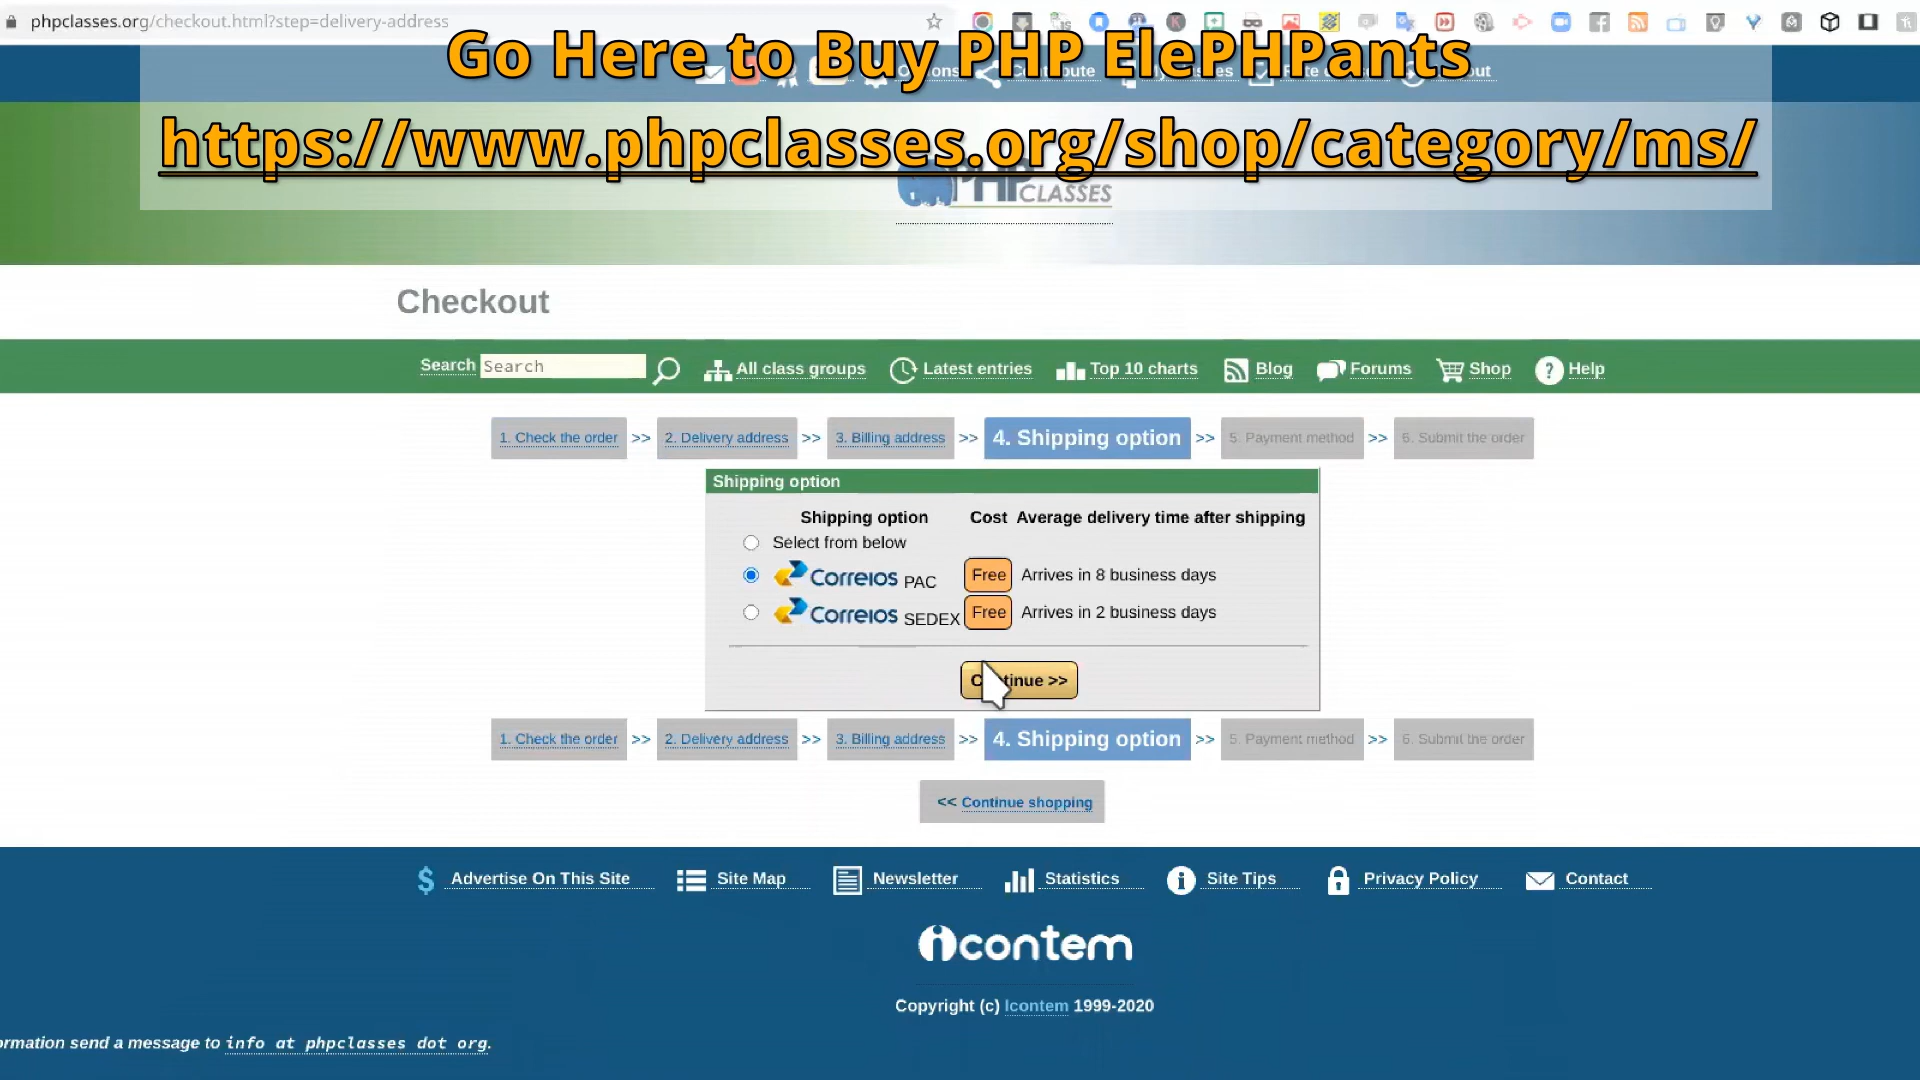 phpclasses.org/checkout.html?step=delivery-address
Go Here to Buy PHP ElePHPants
https://www.phpclasses.org/shop/category/ms/
PHP CLASSES
Checkout
Search Search All class groups Latest entries Top 10 charts Blog Forums Shop ? Help
1. Check the order >> 2. Delivery address >> 3. Billing address >> 4. Shipping option >> 5. Payment method >> 6. Submit the order
Shipping option
Shipping option Cost Average delivery time after shipping
Select from below
Correios PAC Free Arrives in 8 business days
Correios SEDEX Free Arrives in 2 business days
Continue >>
1. Check the order >> 2. Delivery address >> 3. Billing address >> 4. Shipping option >> 5. Payment method >> 6. Submit the order
<< Continue shopping
$ Advertise On This Site Site Map Newsletter Statistics Site Tips Privacy Policy Contact
icontem
Copyright (c) Icontem 1999-2020
send a message to info at phpclasses dot org.